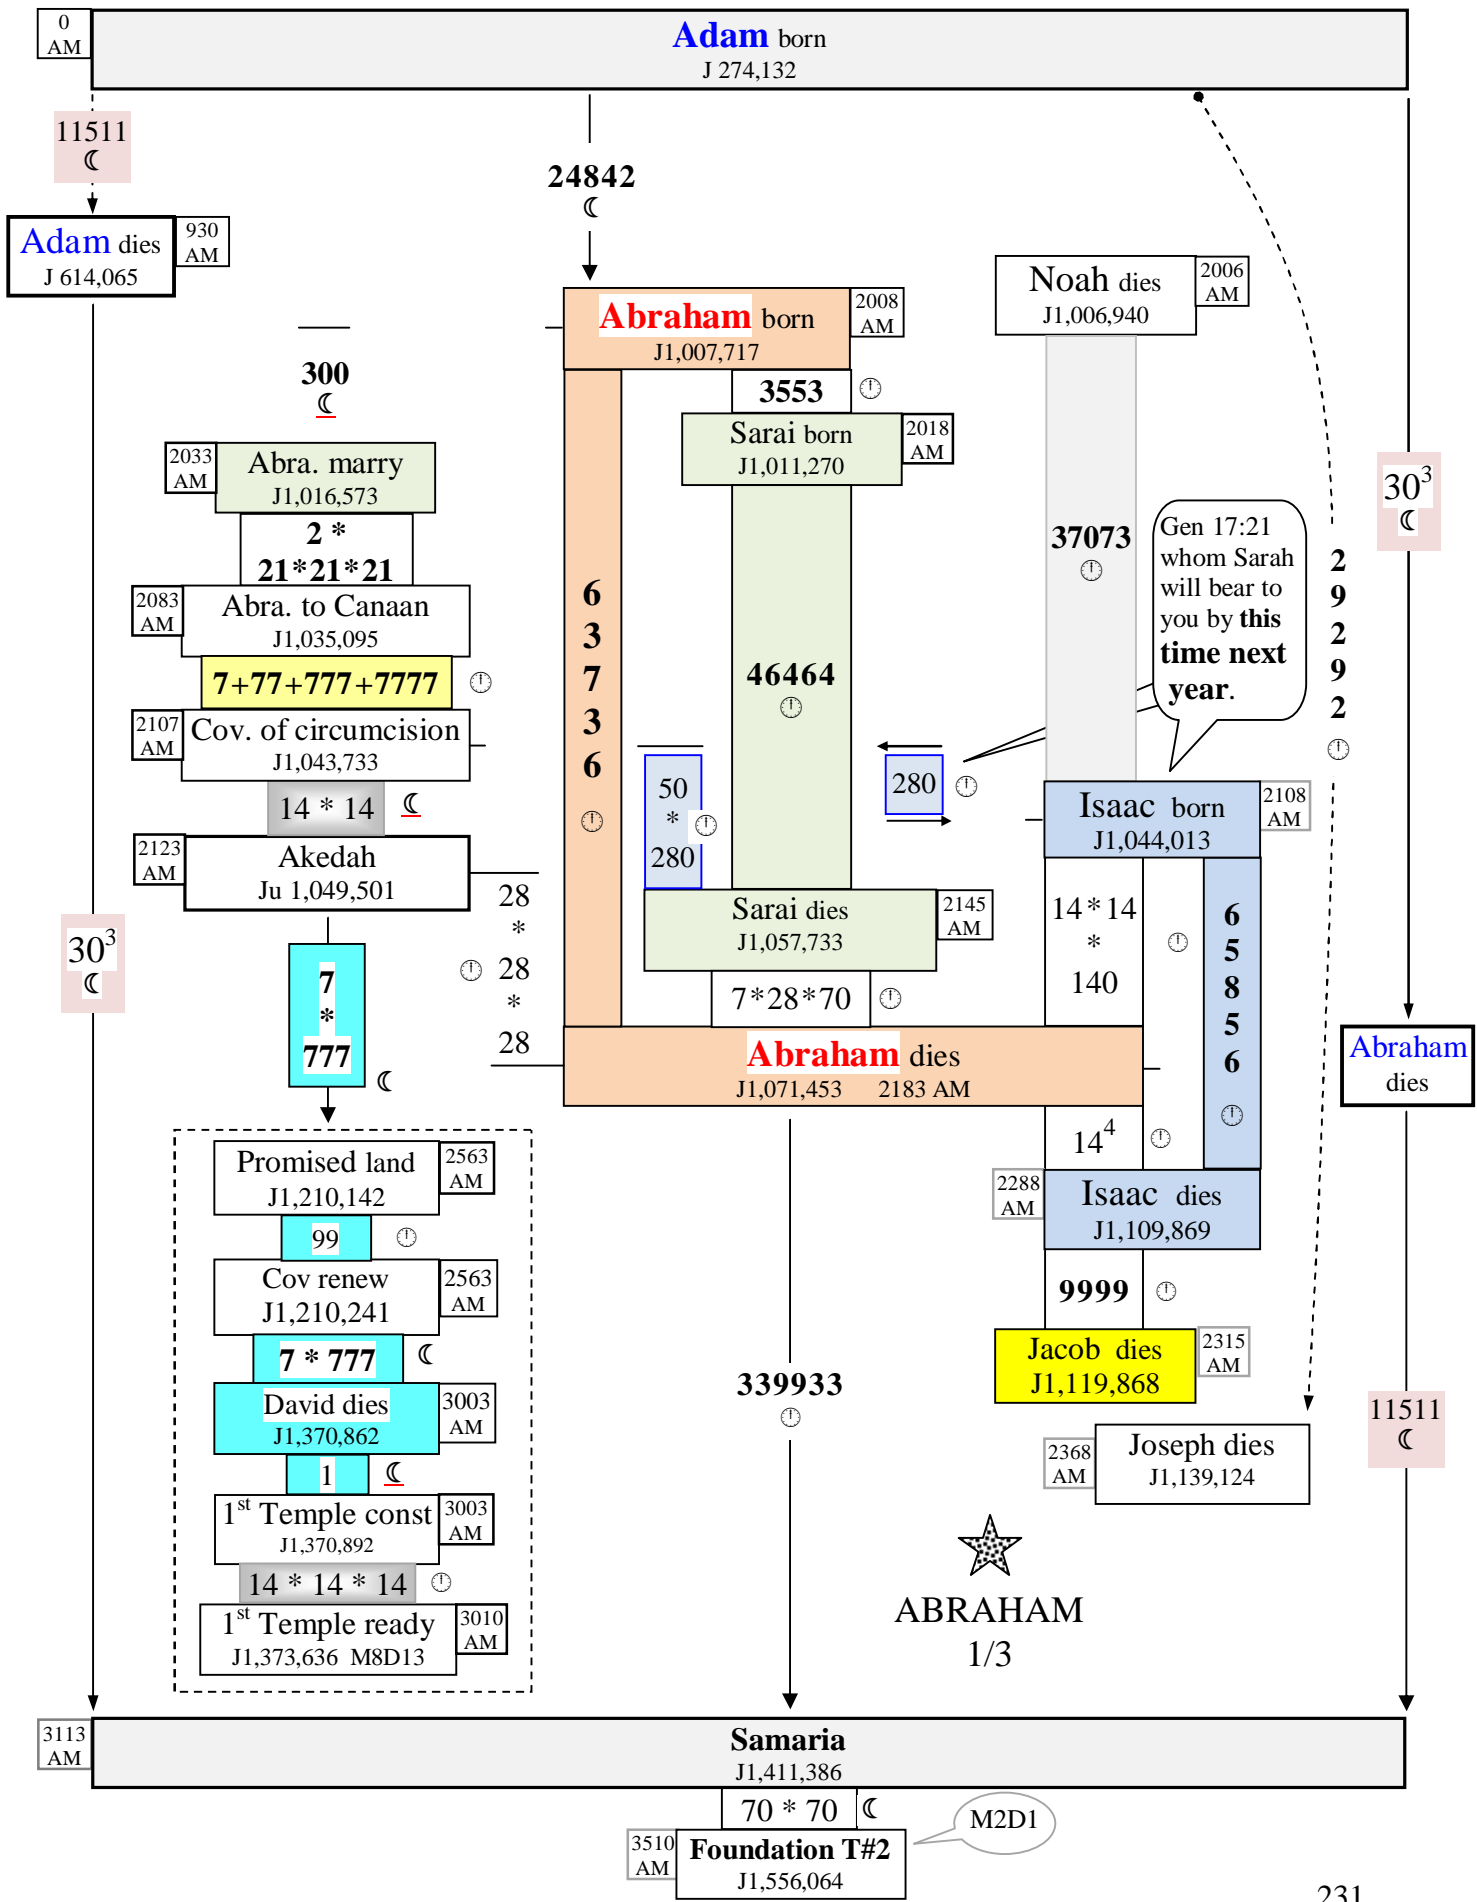 0
AM
Adam born
J 274,132
11511
☾
24842
☾
Adam dies
J 614,065
930
AM
Abraham born
J1,007,717
2008
AM
Noah dies
J1,006,940
2006
AM
300
☾
3553
Sarai born
J1,011,270
2018
AM
2033
AM
Abra. marry
J1,016,573
30³
☾
2 *
21*21*21
37073
Gen 17:21
whom Sarah
will bear to
you by this
time next
year.
2
9
2
9
2
2083
AM
Abra. to Canaan
J1,035,095
6
3
7
3
6
46464
7+77+777+7777
2107
AM
Cov. of circumcision
J1,043,733
50
*
280
280
14 * 14 ☾
Isaac born
J1,044,013
2108
AM
2123
AM
Akedah
Ju 1,049,501
28
*
28
*
28
Sarai dies
J1,057,733
2145
AM
14*14
*
140
6
5
8
5
6
30³
☾
7
*
777
☾
7*28*70
Abraham dies
J1,071,453 2183 AM
Abraham
dies
14⁴
Promised land
J1,210,142
2563
AM
2288
AM
Isaac dies
J1,109,869
99
Cov renew
J1,210,241
2563
AM
9999
7 * 777 ☾
Jacob dies
J1,119,868
2315
AM
339933
David dies
J1,370,862
3003
AM
11511
☾
1 ☾
2368
AM
Joseph dies
J1,139,124
1st Temple const
J1,370,892
3003
AM
14 * 14 * 14
1st Temple ready
J1,373,636 M8D13
3010
AM
ABRAHAM
1/3
3113
AM
Samaria
J1,411,386
70 * 70 ☾
M2D1
3510
AM
Foundation T#2
J1,556,064
231